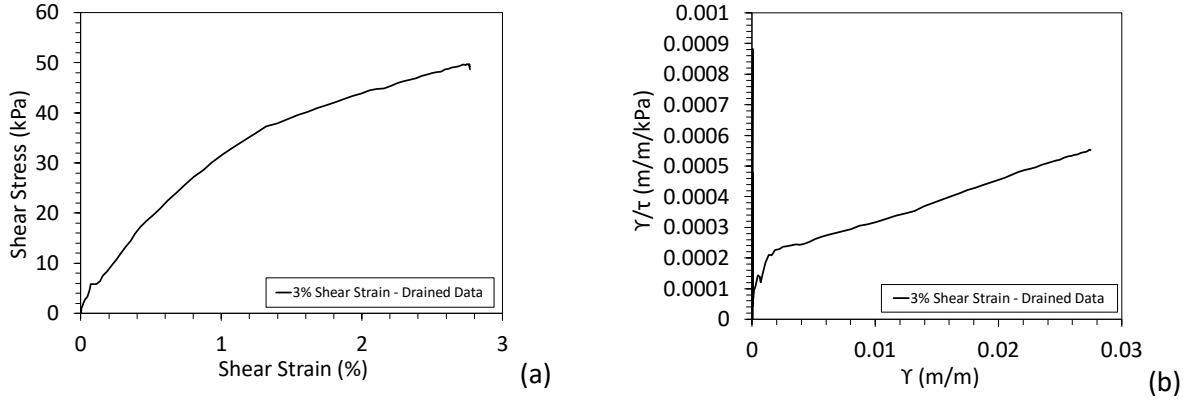 60
50
40
30
20
10
0
Shear Stress (kPa)
3% Shear Strain - Drained Data
0 1 2 3
Shear Strain (%)
(a)
0.001
0.0009
0.0008
0.0007
0.0006
0.0005
0.0004
0.0003
0.0002
0.0001
0
ϒ/τ (m/m/kPa)
3% Shear Strain - Drained Data
0 0.01 0.02 0.03
ϒ (m/m)
(b)